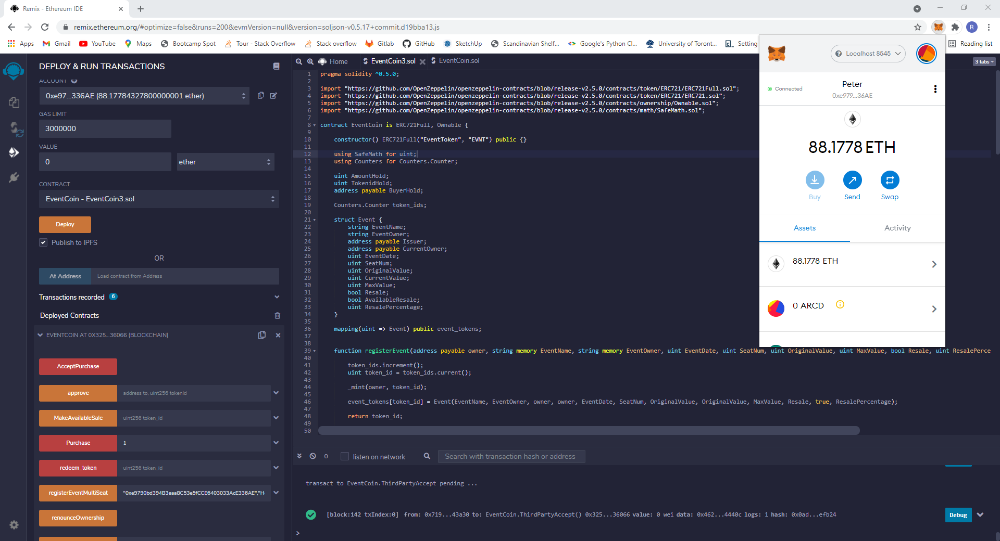 Remix - Ethereum IDE
remix.ethereum.org/#optimize=false&runs=200&evmVersion=null&version=soljson-v0.5.17+commit.d19bba13.js
R
Apps
Gmail
YouTube
Maps
Bootcamp Spot
Tour - Stack Overflow
Stack overflow
Gitlab
GitHub
SketchUp
Scandinavian Shelf...
Google's Python Cl...
University of Toront...
Setting
Reading list
DEPLOY & RUN TRANSACTIONS
ACCOUNT
0xe97...336AE (88.17784327800000001 ether)
GAS LIMIT
3000000
VALUE
0
ether
CONTRACT
EventCoin - EventCoin3.sol
Deploy
Publish to IPFS
OR
At Address
Load contract from Address
Transactions recorded 6
Deployed Contracts
EVENTCOIN AT 0X325...36066 (BLOCKCHAIN)
AcceptPurchase
approve
address to, uint256 tokenId
MakeAvailableSale
uint256 token_id
Purchase
1
redeem_token
uint256 token_id
registerEventMultiSeat
"0xe9790bd394B3eaa8C53e5fCCE6403033AcE336AE","H
renounceOwnership
Home
EventCoin3.sol
EventCoin.sol
3 tabs
1 pragma solidity ^0.5.0;
2
3 import "https://github.com/OpenZeppelin/openzeppelin-contracts/blob/release-v2.5.0/contracts/token/ERC721/ERC721Full.sol";
4 import "https://github.com/OpenZeppelin/openzeppelin-contracts/blob/release-v2.5.0/contracts/token/ERC721/ERC721.sol";
5 import "https://github.com/OpenZeppelin/openzeppelin-contracts/blob/release-v2.5.0/contracts/ownership/Ownable.sol";
6 import "https://github.com/OpenZeppelin/openzeppelin-contracts/blob/release-v2.5.0/contracts/math/SafeMath.sol";
7
8 contract EventCoin is ERC721Full, Ownable {
9
10 constructor() ERC721Full("EventToken", "EVNT") public {}
11
12 using SafeMath for uint;
13 using Counters for Counters.Counter;
14
15 uint AmountHold;
16 uint TokenidHold;
17 address payable BuyerHold;
18
19 Counters.Counter token_ids;
20
21 struct Event {
22 string EventName;
23 string EventOwner;
24 address payable Issuer;
25 address payable CurrentOwner;
26 uint EventDate;
27 uint SeatNum;
28 uint OriginalValue;
29 uint CurrentValue;
30 uint MaxValue;
31 bool Resale;
32 bool AvailableResale;
33 uint ResalePercentage;
34 }
35
36 mapping(uint => Event) public event_tokens;
37
38
39 function registerEvent(address payable owner, string memory EventName, string memory EventOwner, uint EventDate, uint SeatNum, uint OriginalValue, uint MaxValue, bool Resale, uint ResalePerce
40
41 token_ids.increment();
42 uint token_id = token_ids.current();
43
44 _mint(owner, token_id);
45
46 event_tokens[token_id] = Event(EventName, EventOwner, owner, owner, EventDate, SeatNum, OriginalValue, OriginalValue, MaxValue, Resale, true, ResalePercentage);
47
48 return token_id;
49
50
0
listen on network
Search with transaction hash or address
transact to EventCoin.ThirdPartyAccept pending ...
[block:142 txIndex:0] from: 0x719...43a30 to: EventCoin.ThirdPartyAccept() 0x325...36066 value: 0 wei data: 0x462...4440c logs: 1 hash: 0x0ad...efb24
Debug
>
Localhost 8545
Connected
Peter
0xe979...36AE
88.1778 ETH
Buy
Send
Swap
Assets
Activity
88.1778 ETH
0 ARCD